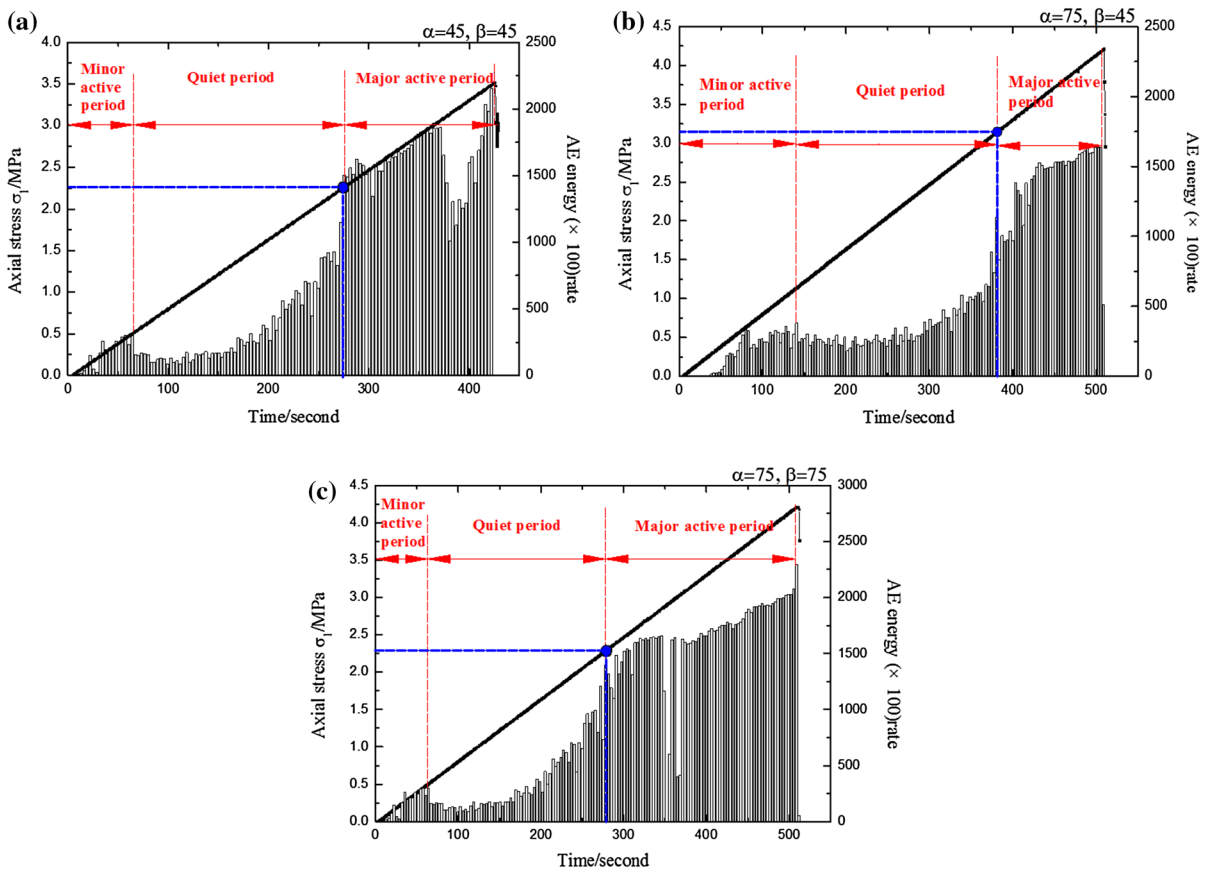 (a)
α=45, β=45
4.0
3.5
3.0
2.5
2.0
1.5
1.0
0.5
0.0
Axial stress σ1/MPa
Minor
active
period
Quiet period
Major active period
2500
2000
1500
1000
500
0
AE energy (× 100)rate
0
100
200
300
400
Time/second
(b)
α=75, β=45
4.5
4.0
3.5
4.5
3.0
2.5
2.0
1.5
4.0
1.0
0.5
0.0
Axial stress σ1/MPa
Minor active
period
Quiet period
Major active
period
2500
2000
1500
1000
500
0
AE energy (× 100)rate
0
100
200
300
400
500
Time/second
(c)
α=75, β=75
4.5
4.0
3.5
3.0
2.5
2.0
1.5
1.0
0.5
0.0
Axial stress σ1/MPa
Minor
active
period
Quiet period
Major active period
3000
2500
2000
1500
1000
500
0
AE energy (× 100)rate
0
100
200
300
400
500
Time/second